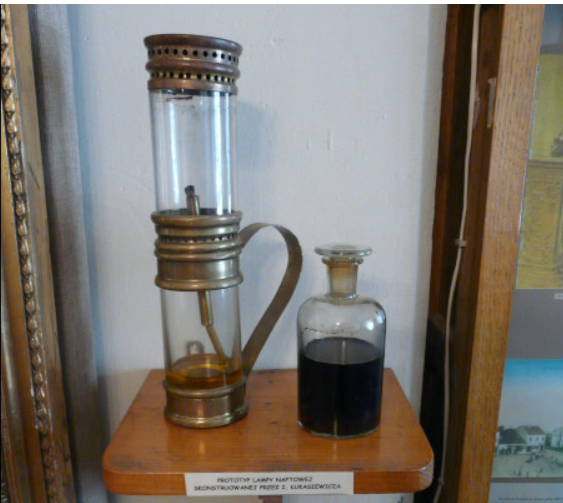 PROTOTYP LAMPY NAFTOWEJ
SKONSTRUOWANEJ PRZEZ I. ŁUKASIEWICZA